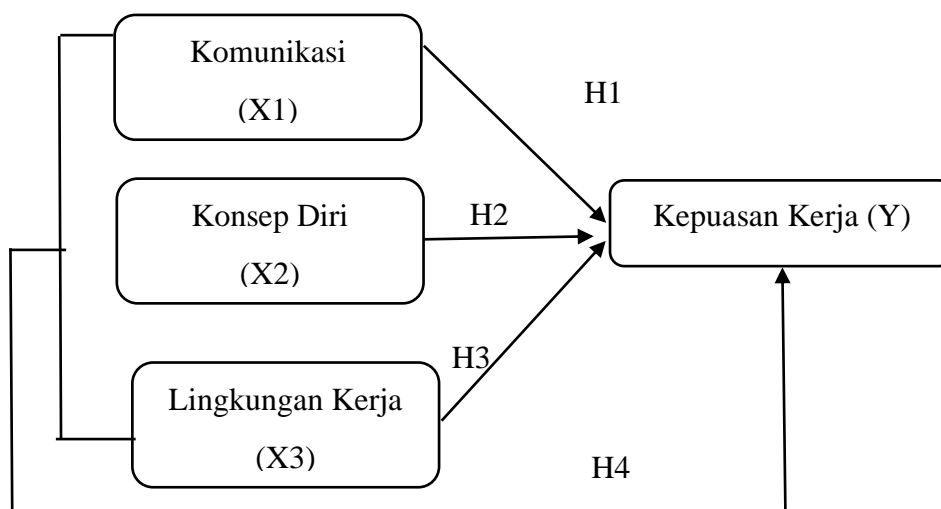 Komunikasi
(X1)
H1
Konsep Diri
(X2)
H2
Kepuasan Kerja (Y)
H3
Lingkungan Kerja
(X3)
H4